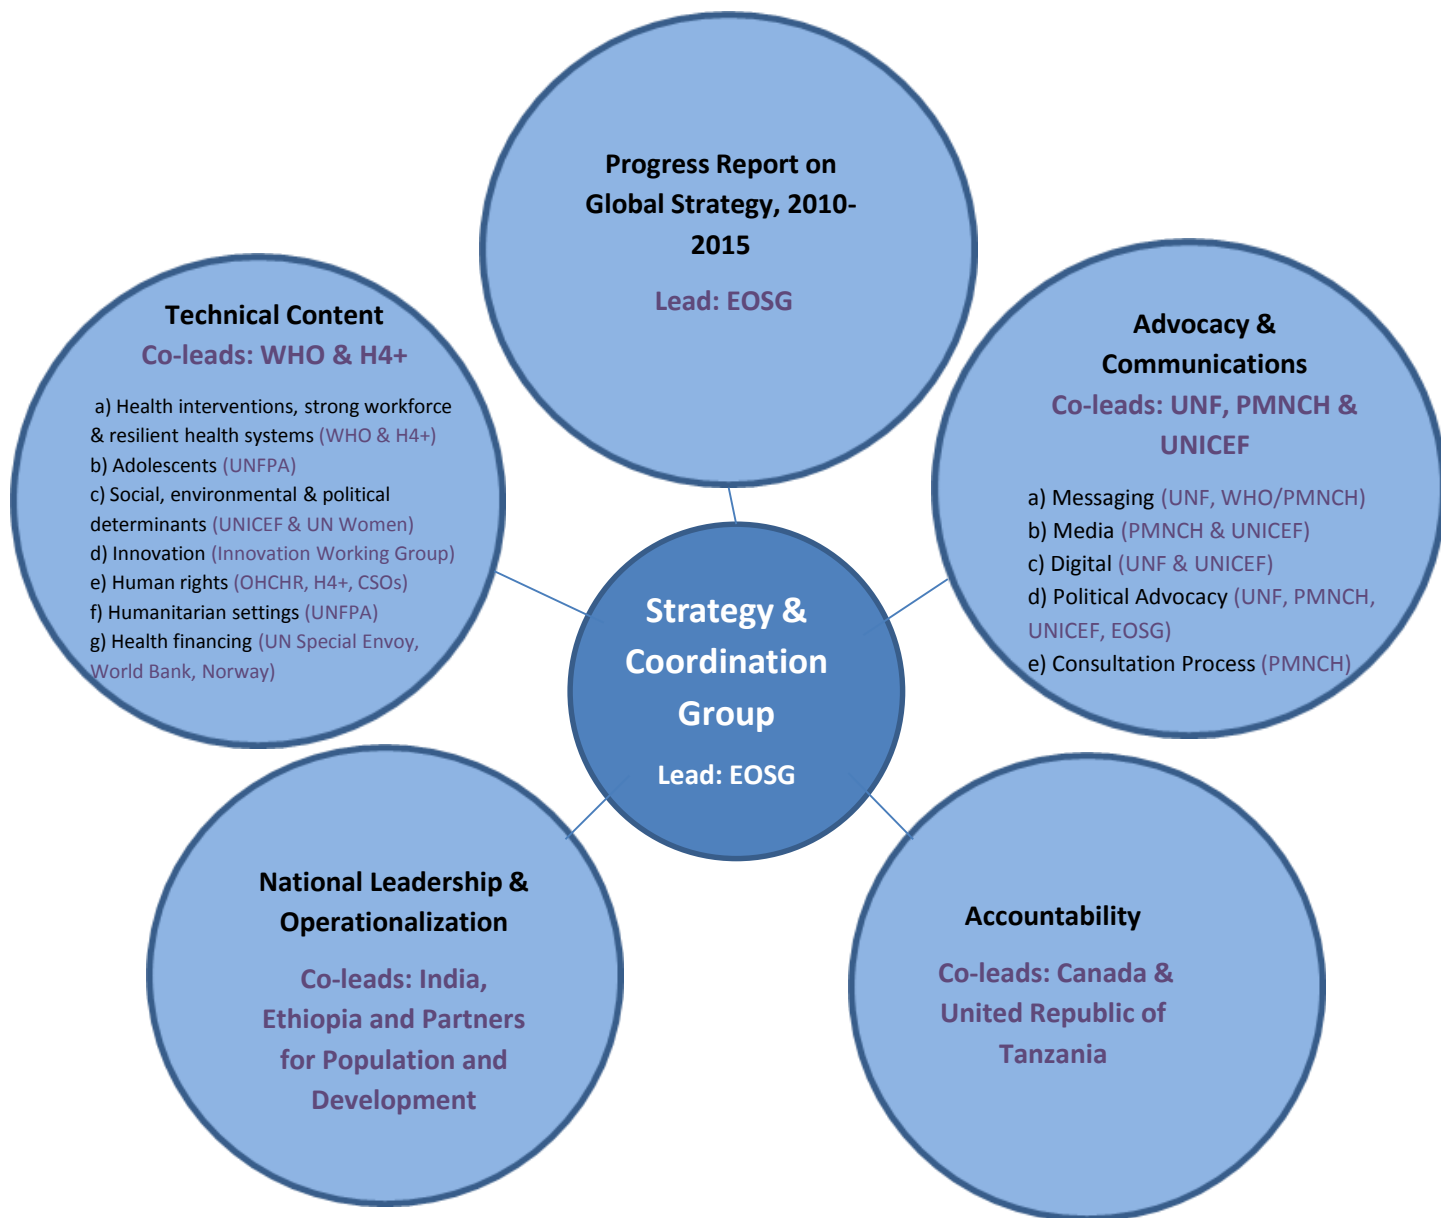 Progress Report on
Global Strategy, 2010-
2015
Lead: EOSG
Technical Content
Co-leads: WHO & H4+
a) Health interventions, strong workforce
& resilient health systems (WHO & H4+)
b) Adolescents (UNFPA)
c) Social, environmental & political
determinants (UNICEF & UN Women)
d) Innovation (Innovation Working Group)
e) Human rights (OHCHR, H4+, CSOs)
f) Humanitarian settings (UNFPA)
g) Health financing (UN Special Envoy,
World Bank, Norway)
Advocacy &
Communications
Co-leads: UNF, PMNCH &
UNICEF
a) Messaging (UNF, WHO/PMNCH)
b) Media (PMNCH & UNICEF)
c) Digital (UNF & UNICEF)
d) Political Advocacy (UNF, PMNCH,
UNICEF, EOSG)
e) Consultation Process (PMNCH)
Strategy &
Coordination
Group
Lead: EOSG
National Leadership &
Operationalization
Co-leads: India,
Ethiopia and Partners
for Population and
Development
Accountability
Co-leads: Canada &
United Republic of
Tanzania